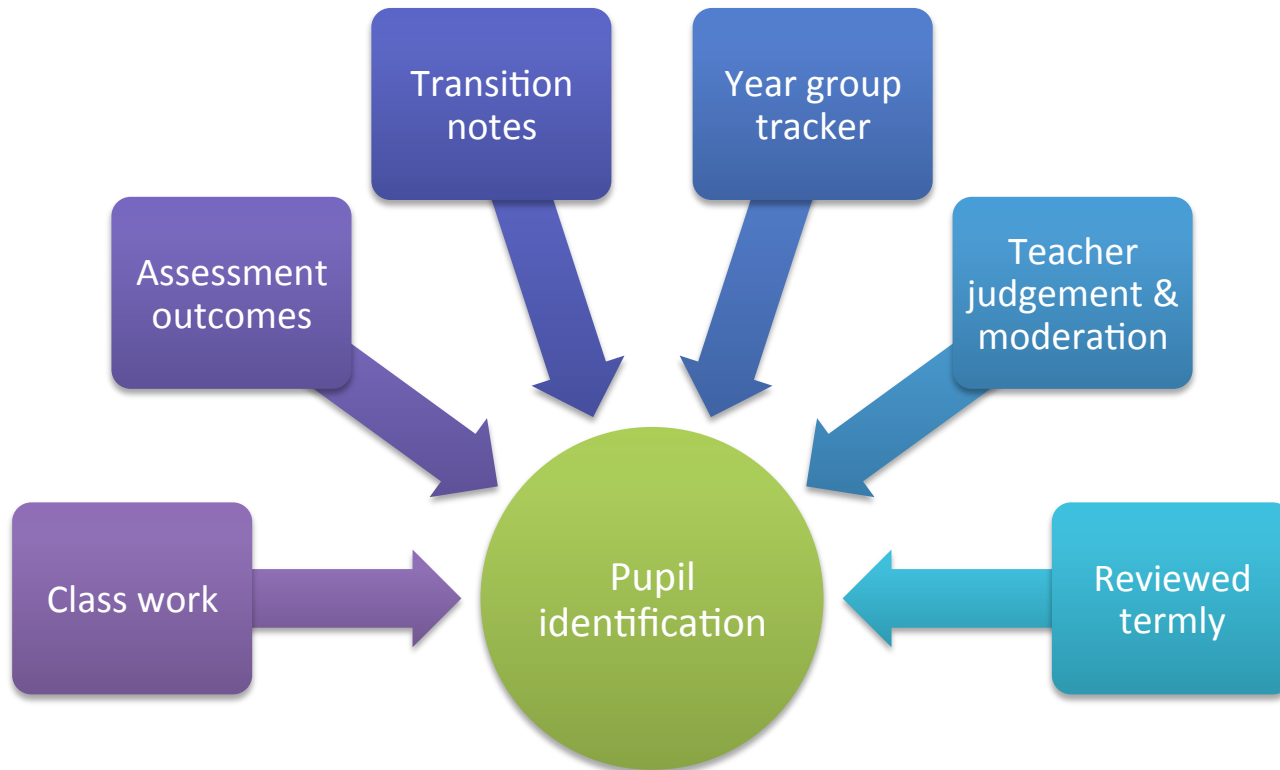 Transition
notes
Year group
tracker
Assessment
outcomes
Teacher
judgement &
moderation
Class work
Pupil
identification
Reviewed
termly